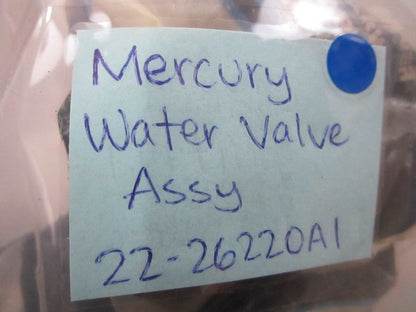 Mercury
Water Valve
Assy
22-26220A1